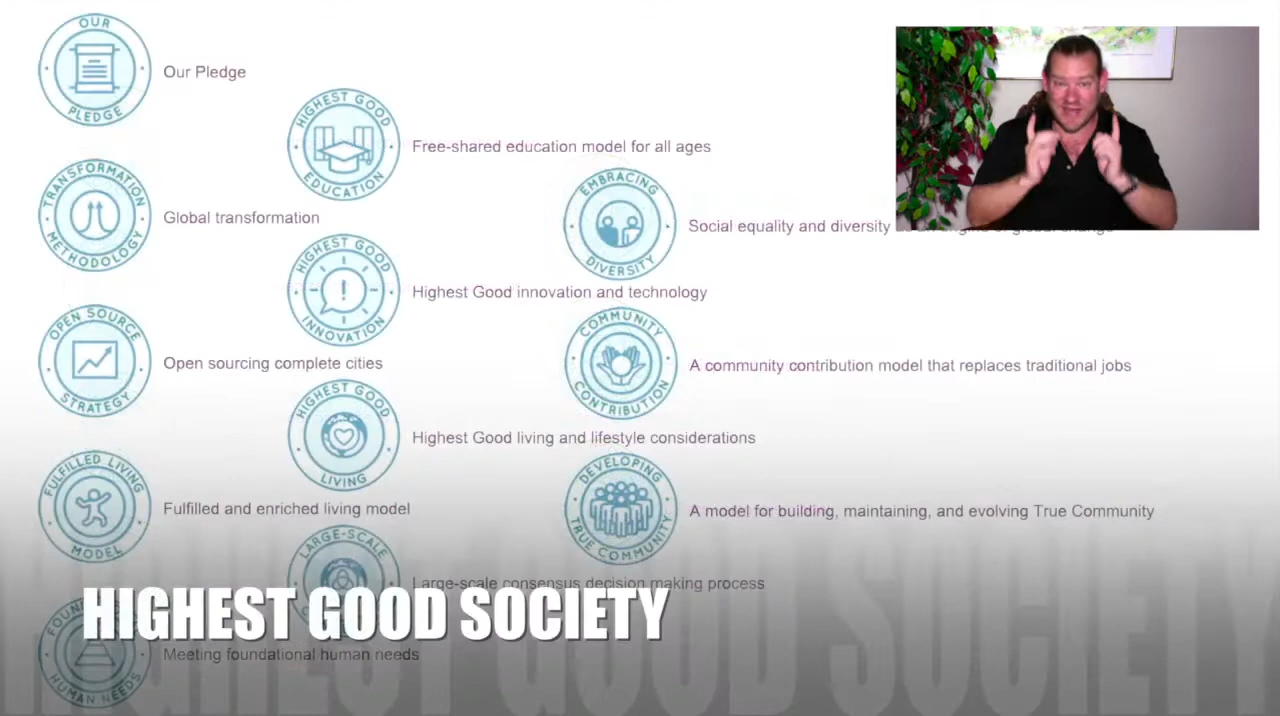 OUR
PLEDGE
Our Pledge
HIGHEST GOOD
EDUCATION
Free-shared education model for all ages
TRANSFORMATION
METHODOLOGY
Global transformation
EMBRACING
DIVERSITY
Social equality and diversity
HIGHEST GOOD
INNOVATION
Highest Good innovation and technology
OPEN SOURCE
STRATEGY
Open sourcing complete cities
COMMUNITY
CONTRIBUTION
A community contribution model that replaces traditional jobs
HIGHEST GOOD
LIVING
Highest Good living and lifestyle considerations
FULFILLED LIVING
MODEL
Fulfilled and enriched living model
DEVELOPING
TRUE COMMUNITY
A model for building, maintaining, and evolving True Community
LARGE-SCALE
Large-scale consensus decision making process
HIGHEST GOOD SOCIETY
HUMAN NEEDS
Meeting foundational human needs
HIGHEST GOOD SOCIETY